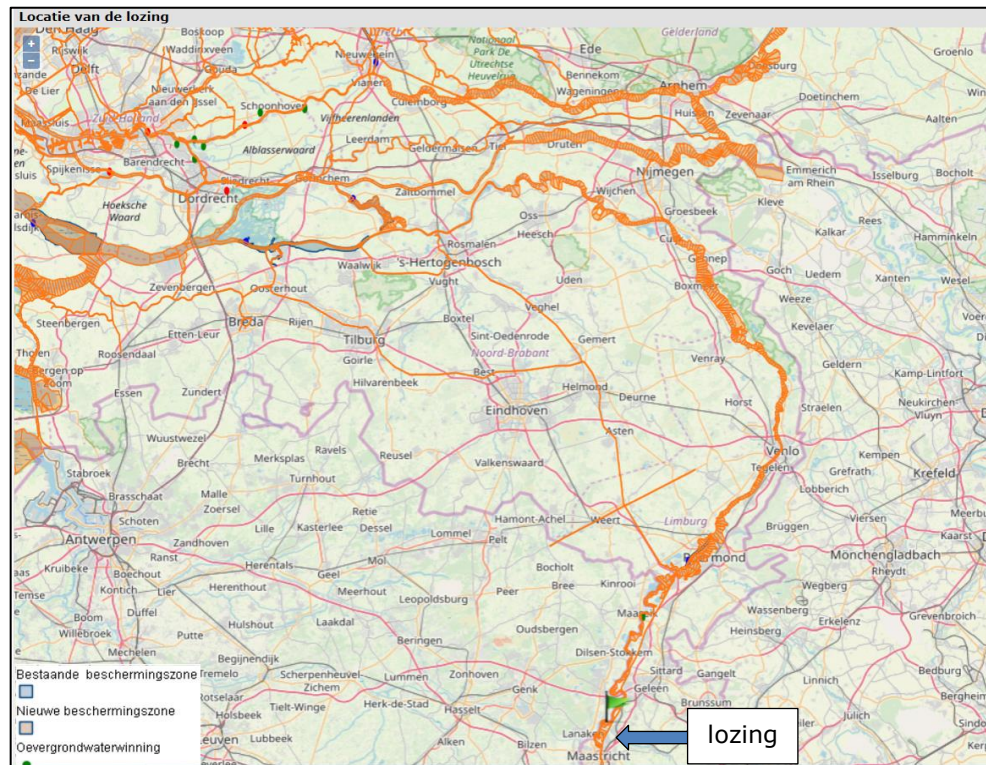 Locatie van de lozing
+
−
Boskoop
Waddinxveen
Nieuwegein
Ede
Gelderland
Groenlo
Rijswijk
Delft
Gouda
Nationaal
Park De
Utrechtse
Heuvelrug
Bennekom
Doesburg
De Lier
Nieuwerkerk
aan den IJssel
Schoonhoven
Vianen
Wageningen
Arnhem
Doetinchem
Maassluis
Zuid-Holland
Culemborg
Huissen
Zevenaar
Aalten
Vijfheerenlanden
Leerdam
Geldermalsen
Tiel
Druten
Spijkenisse
Barendrecht
Alblasserwaard
Nijmegen
Emmerich
am Rhein
Isselburg
Bocholt
Hoeksche
Waard
Dordrecht
Sliedrecht
Gorinchem
Zaltbommel
Wijchen
Kleve
Rees
Oss
Groesbeek
Kalkar
Hamminkeln
Rosmalen
Heesch
Cuijk
Gennep
Waalwijk
's-Hertogenbosch
Goch
Uedem
Xanten
Wesel
Zevenbergen
Oosterhout
Vught
Uden
Boxmeer
Weeze
Steenbergen
Breda
Rijen
Boxtel
Veghel
Kevelaer
Etten-Leur
Tilburg
Sint-Oedenrode
Gemert
Roosendaal
Goirle
Noord-Brabant
Venray
Geldern
Bergen op
Zoom
Essen
Zundert
Hilvarenbeek
Best
Helmond
Deurne
Horst
Straelen
Kamp-Lintfort
Eindhoven
Neukirchen-
Vluyn
Wuustwezel
Asten
Ravels
Reusel
Venlo
Kempen
Stabroek
Brecht
Merksplas
Valkenswaard
Tegelen
Grefrath
Krefeld
Brasschaat
Malle
Turnhout
Lobberich
Zoersel
Retie
Hamont-Achel
Weert
Limburg
Schoten
Lille
Kasterlee
Dessel
Lommel
Pelt
Brüggen
Viersen
Antwerpen
Zandhoven
Kaarst
Ranst
Mol
Roermond
Mönchengladbach
Kruibeke
Boechout
Herentals
Geel
Bocholt
Rheydt
Kontich
Lier
Herenthout
Meerhout
Bree
Kinrooi
Wegberg
Leopoldsburg
Peer
Wassenberg
Boom
Duffel
Hulshout
Laakdal
Maaseik
Erkelenz
Grevenbroich
Willebroek
Putte
Oudsbergen
Heinsberg
Mechelen
Beringen
Dilsen-Stokkem
Begijnendijk
Sittard
Gangelt
Bedburg
Tremelo
Scherpenheuvel
Lummen
Zonhoven
Linnich
Rotselaar
Zichem
Genk
Geleen
Bergheim
Tielt-Winge
Herk-de-Stad
Hasselt
Brunssum
Jülich
Holsbeek
Lanaken
Lubbeek
Alken
Bilzen
Maastricht
Bestaande beschermingszone
Nieuwe beschermingszone
Oevergrondwaterwinning
lozing